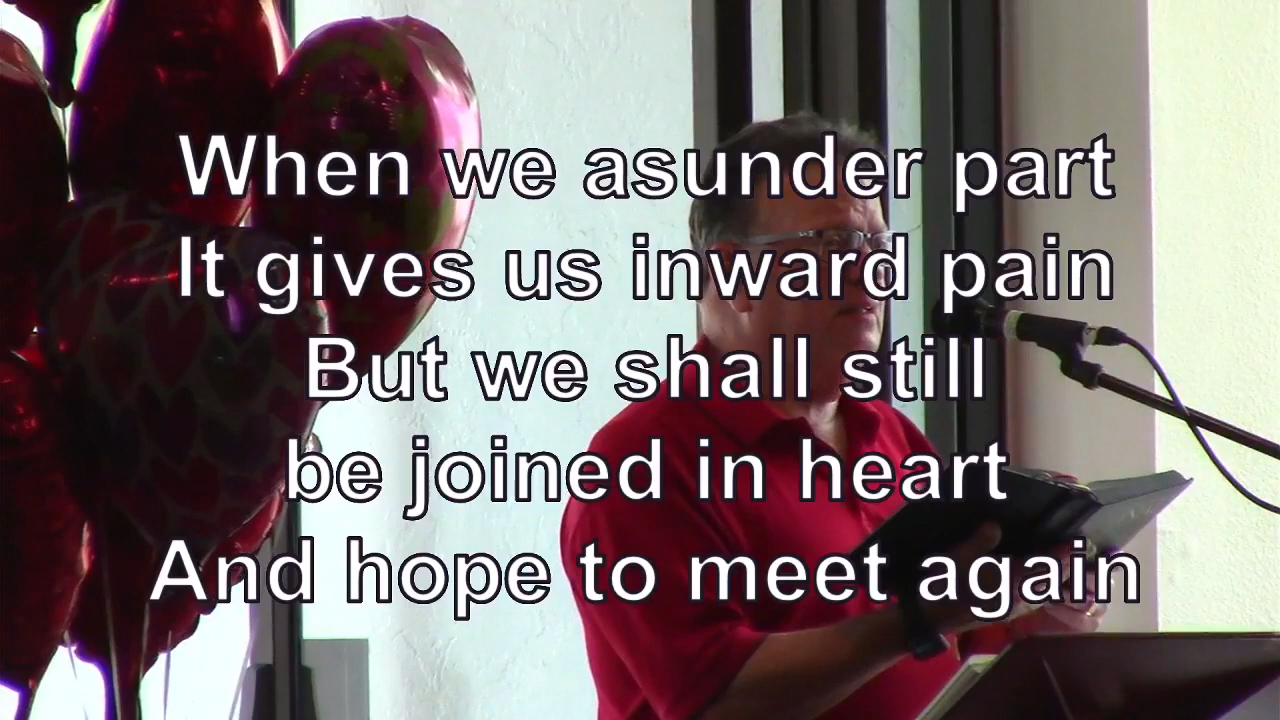 When we asunder part
It gives us inward pain
But we shall still
be joined in heart
And hope to meet again